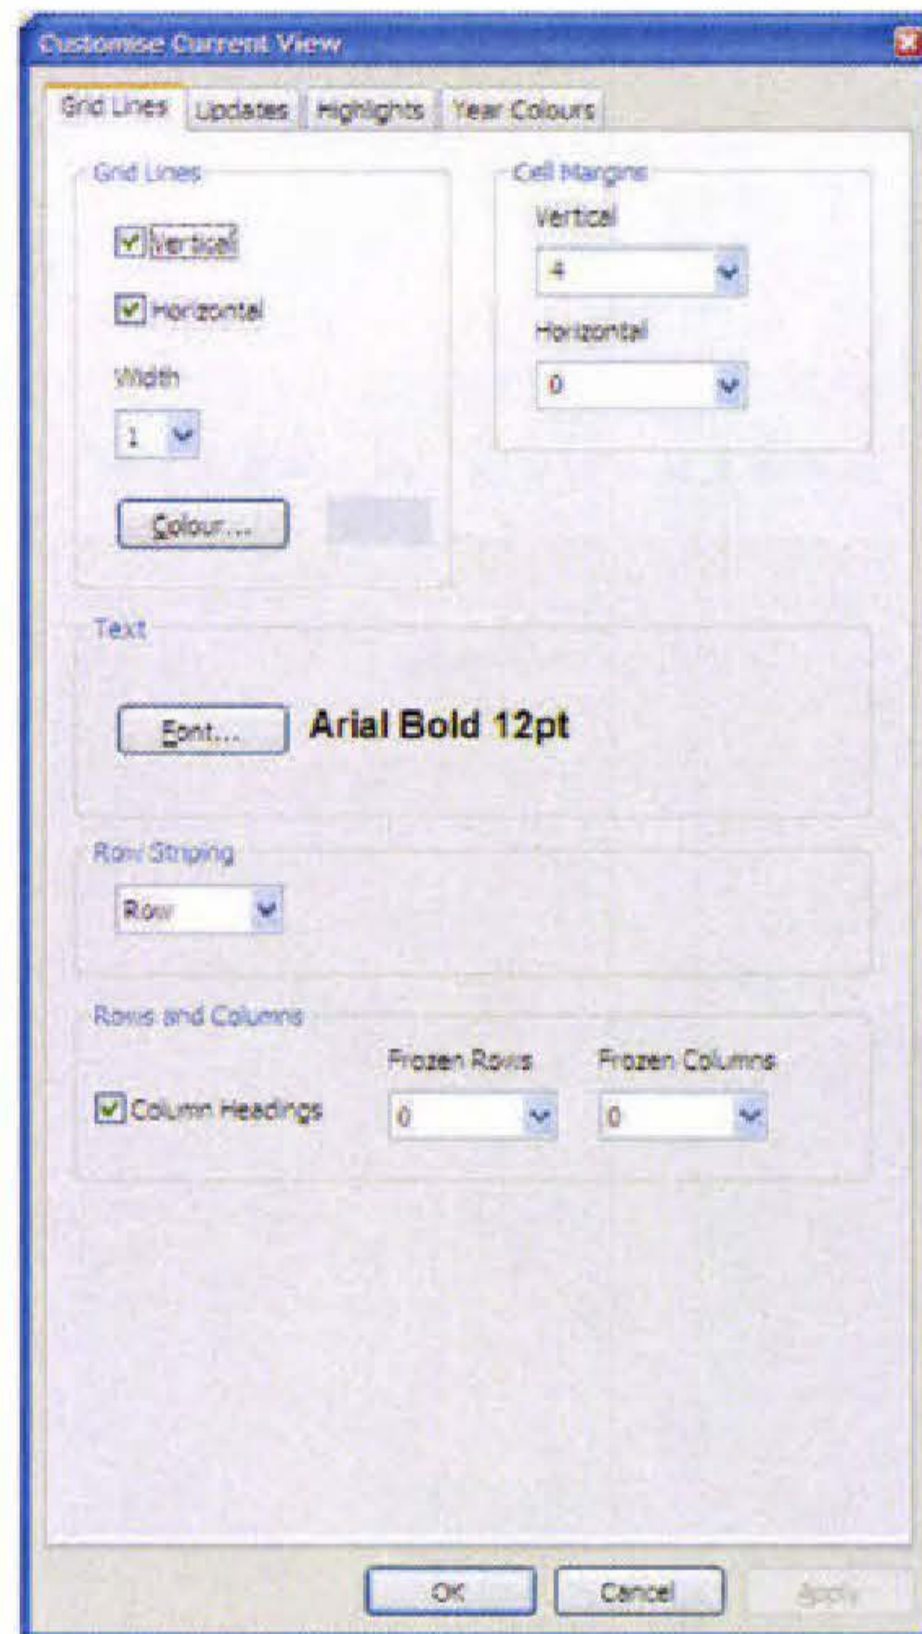 Customise Current View
Grid Lines Updates Highlights Year Colours
Grid Lines
Vertical
Horizontal
Width
1
Colour...
Cell Margins
Vertical
4
Horizontal
0
Text
Font... Arial Bold 12pt
Row Striping
Row
Rows and Columns
Column Headings
Frozen Rows
0
Frozen Columns
0
OK Cancel Apply